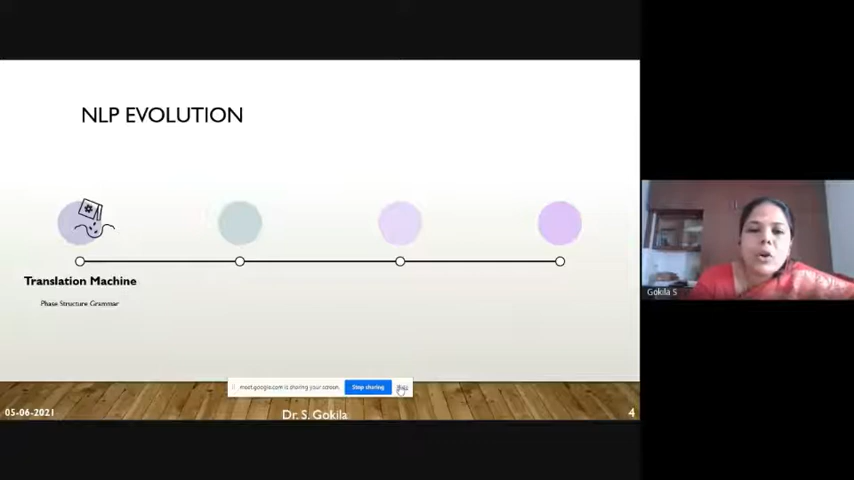 NLP EVOLUTION
Translation Machine
Phase Structure Grammar
Gokila S
meet.google.com is sharing your screen.
Stop sharing
Hide
05-06-2021
Dr. S. Gokila
4